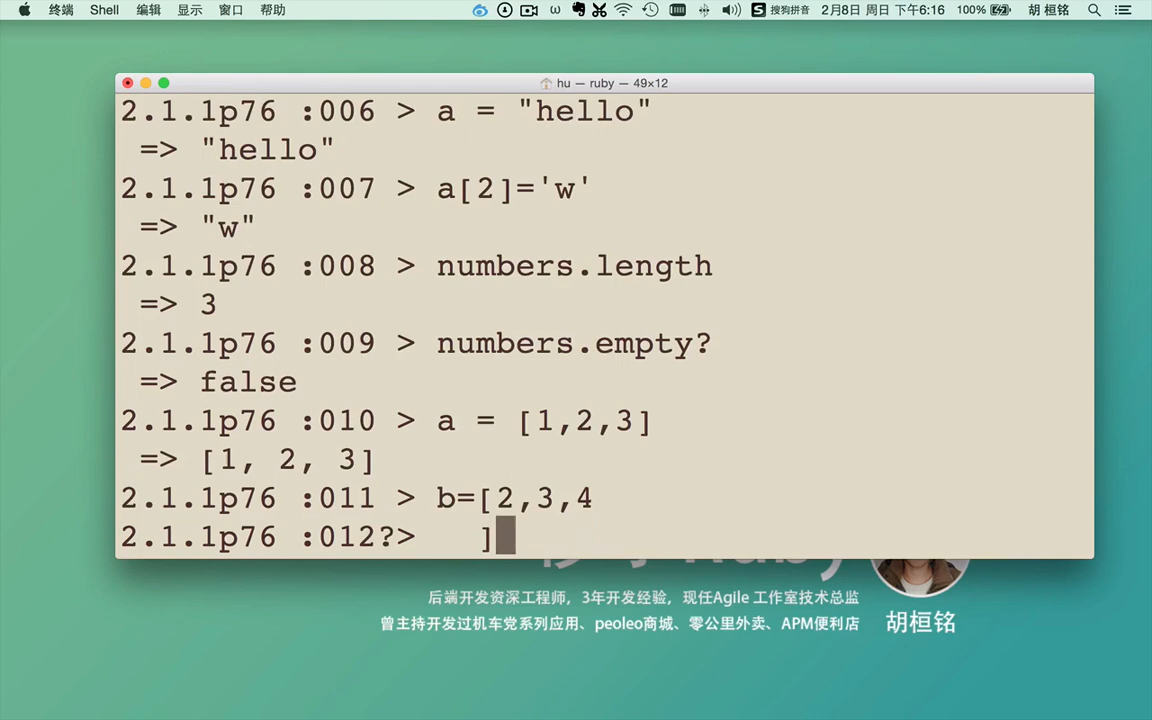 终端 Shell 编辑 显示 窗口 帮助 搜狗拼音 2月8日 周日 下午6:16 100% 胡 桓铭
hu — ruby — 49×12
2.1.1p76 :006 > a = "hello"
=> "hello"
2.1.1p76 :007 > a[2]='w'
=> "w"
2.1.1p76 :008 > numbers.length
=> 3
2.1.1p76 :009 > numbers.empty?
=> false
2.1.1p76 :010 > a = [1,2,3]
=> [1, 2, 3]
2.1.1p76 :011 > b=[2,3,4
2.1.1p76 :012?> ]
后端开发资深工程师，3年开发经验，现任Agile 工作室技术总监
曾主持开发过机车党系列应用、peoleo商城、零公里外卖、APM便利店
胡桓铭